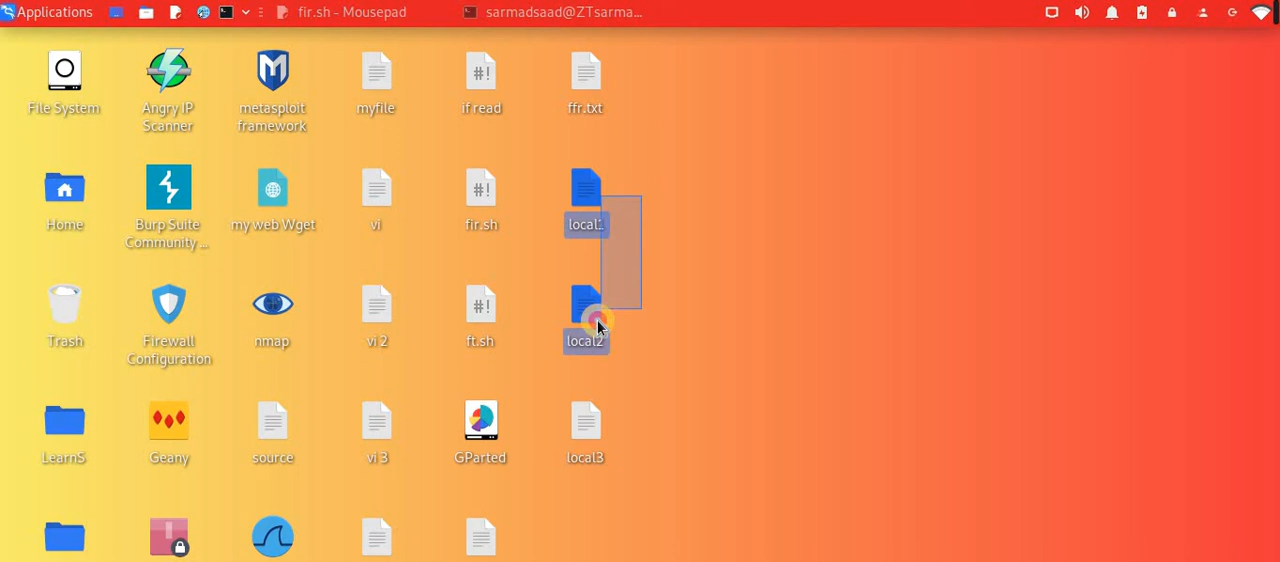 Applications
fir.sh - Mousepad
sarmadsaad@ZTsarma...
File System
Angry IP
Scanner
metasploit
framework
myfile
if read
ffr.txt
Home
Burp Suite
Community ...
my web Wget
vi
fir.sh
local1
Trash
Firewall
Configuration
nmap
vi 2
ft.sh
local2
LearnS
Geany
source
vi 3
GParted
local3